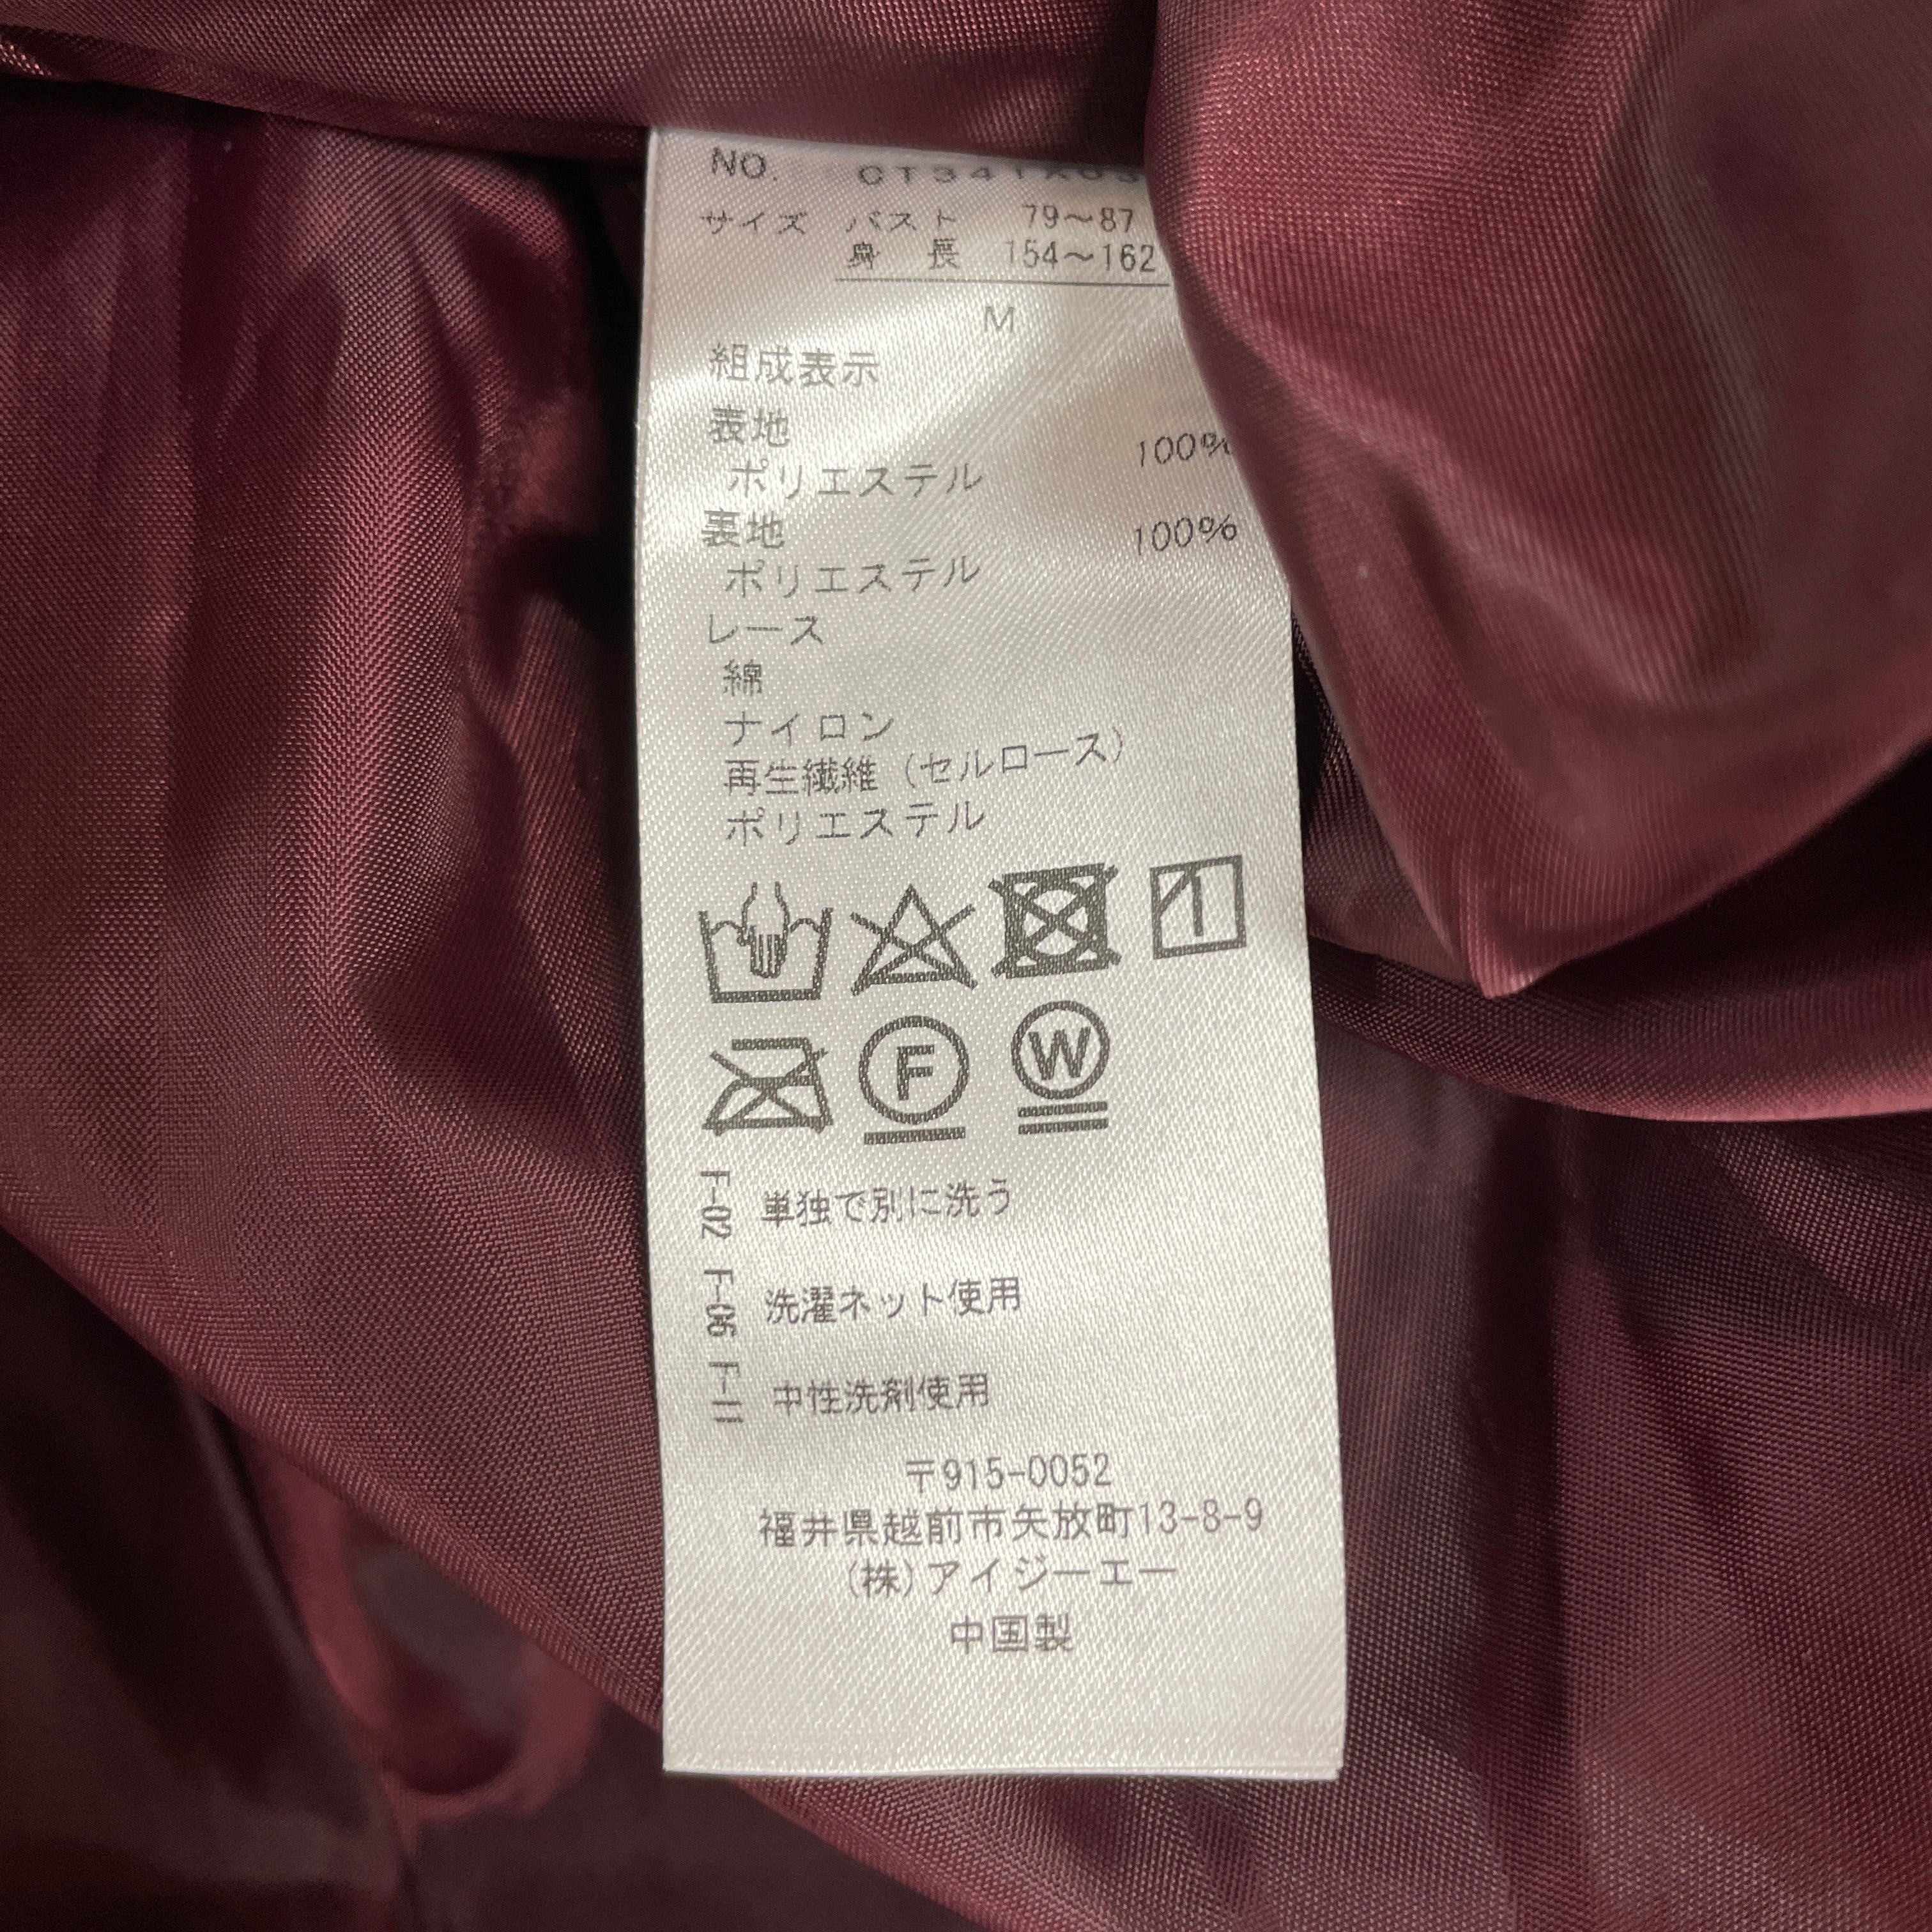 NO.
サイズ バスト 79～87
身 長 154～162
M
組成表示
表地
ポリエステル 100%
裏地
ポリエステル 100%
レース
綿
ナイロン
再生繊維(セルロース)
ポリエステル
1
F W
F-02 単独で別に洗う
F-06 洗濯ネット使用
F-11 中性洗剤使用
〒915-0052
福井県越前市矢放町13-8-9
(株)アイジーエー
中国製